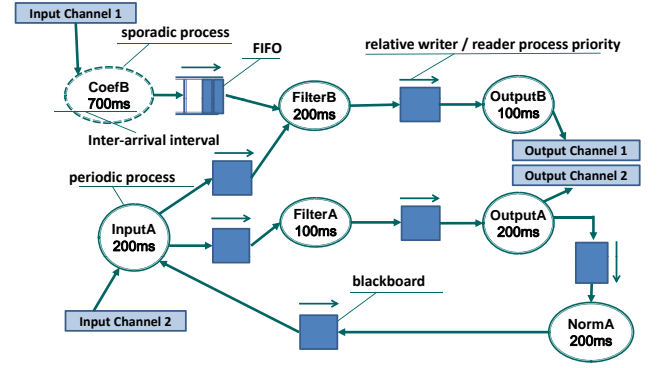 Input Channel 1
sporadic process
FIFO
relative writer / reader process priority
CoefB
700ms
FilterB
200ms
OutputB
100ms
Inter-arrival interval
Output Channel 1
Output Channel 2
periodic process
InputA
200ms
FilterA
100ms
OutputA
200ms
blackboard
Input Channel 2
NormA
200ms